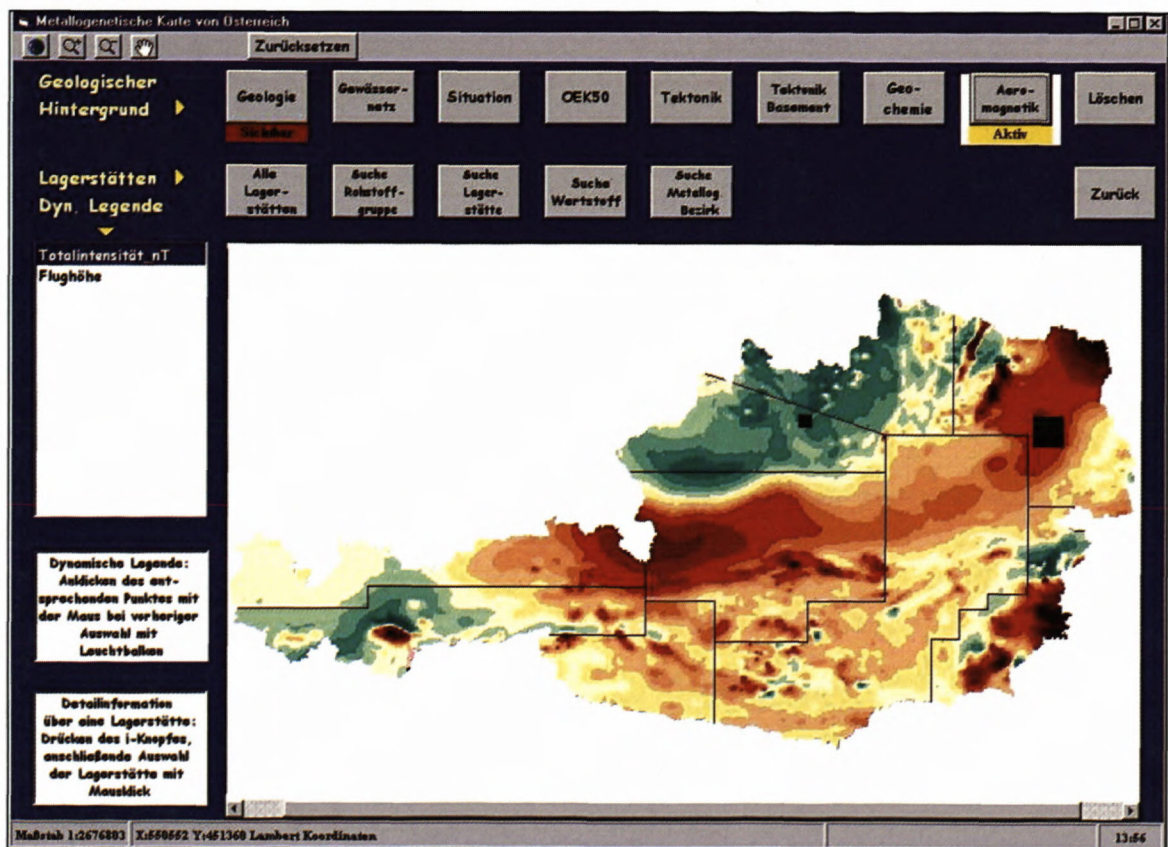 Metallogenetische Karte von Österreich
Zurücksetzen
Geologischer
Hintergrund
Geologie
Gewässer-
netz
Situation
OEK50
Tektonik
Tektonik
Basement
Geo-
chemie
Aero-
magnetik
Löschen
Sichtbar
Aktiv
Lagerstätten
Dyn. Legende
Alle
Lager-
stätten
Suche
Rohstoff-
gruppe
Suche
Lager-
stätte
Suche
Wertstoff
Suche
Metallog.
Bezirk
Zurück
Totalintensität_nT
Flughöhe
Dynamische Legende:
Anklicken des ent-
sprechenden Punktes mit
der Maus bei vorheriger
Auswahl mit
Leuchtbalken
Detailinformation
über eine Lagerstätte:
Drücken des i-Knopfes,
anschließende Auswahl
der Lagerstätte mit
Mausklick
Maßstab 1:2676803 X:550552 Y:451360 Lambert Koordinaten 13:56